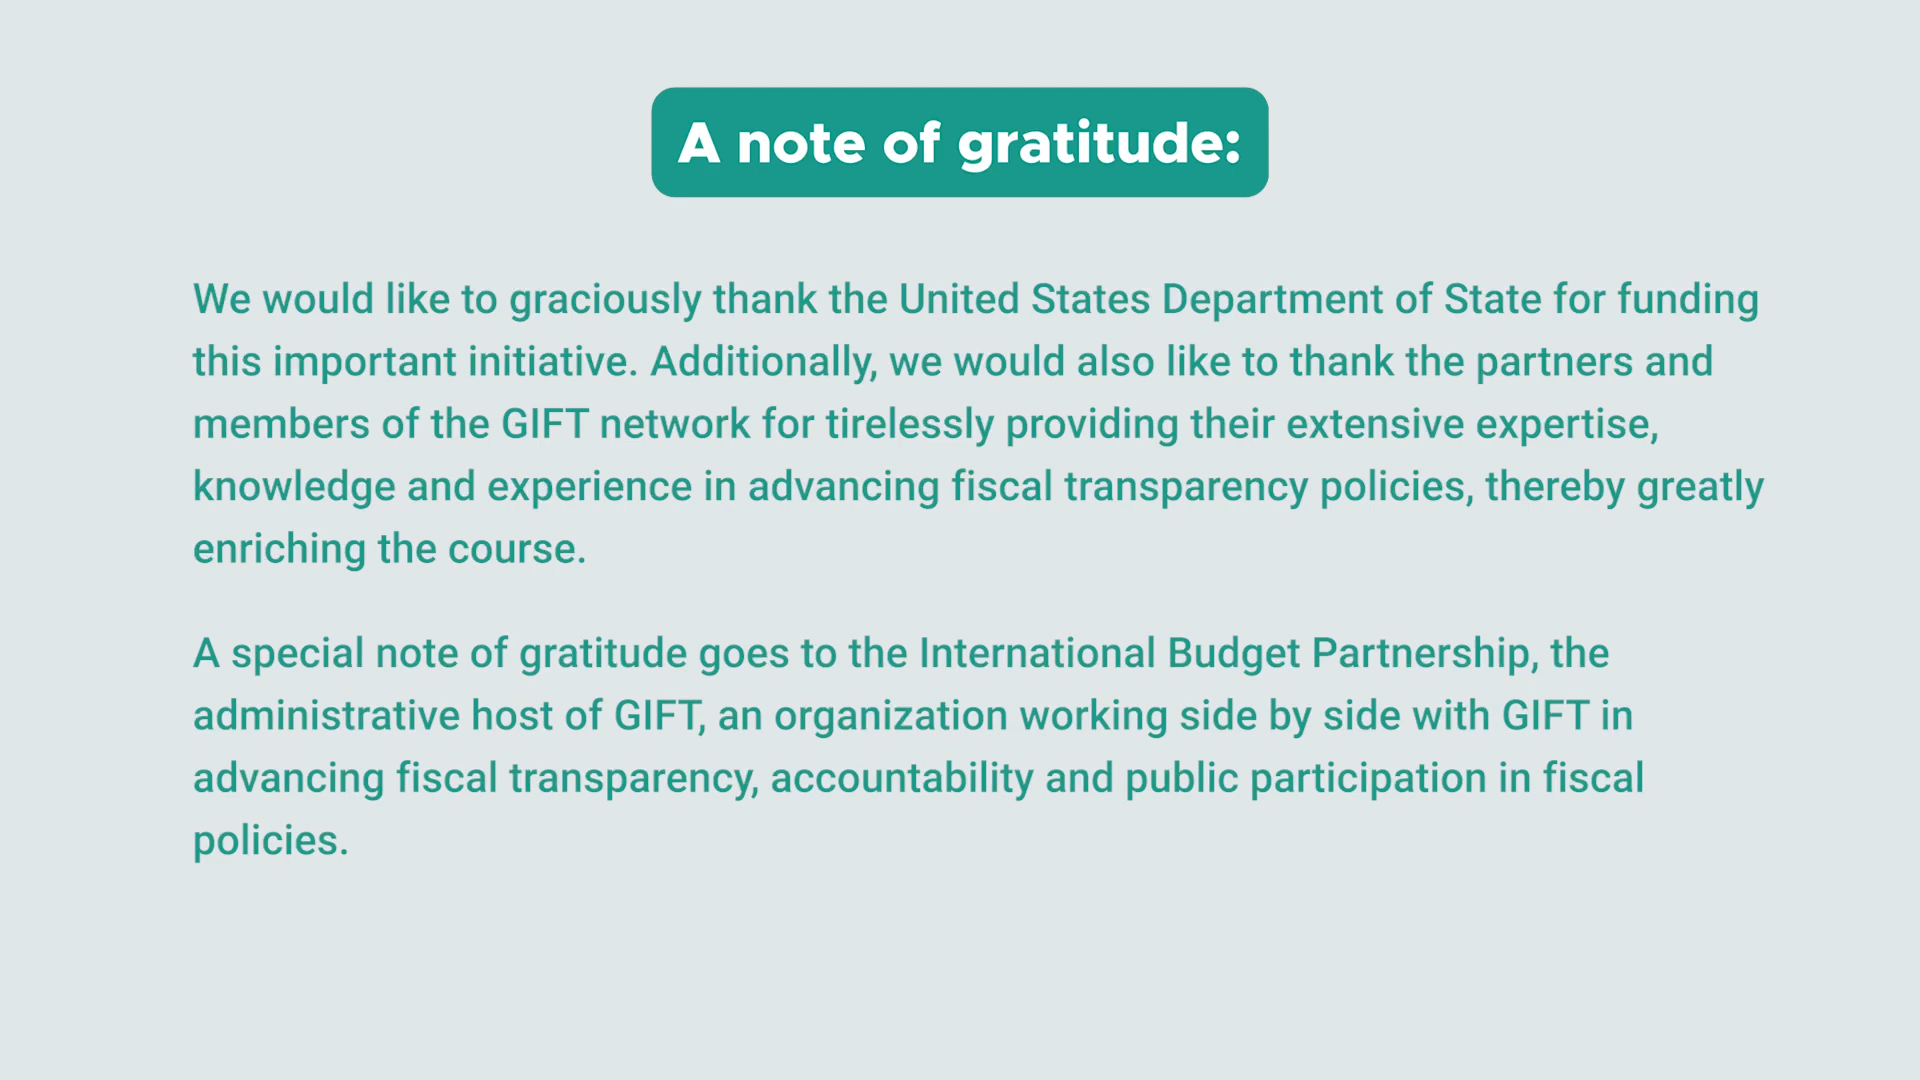 A note of gratitude:
We would like to graciously thank the United States Department of State for funding
this important initiative. Additionally, we would also like to thank the partners and
members of the GIFT network for tirelessly providing their extensive expertise,
knowledge and experience in advancing fiscal transparency policies, thereby greatly
enriching the course.
A special note of gratitude goes to the International Budget Partnership, the
administrative host of GIFT, an organization working side by side with GIFT in
advancing fiscal transparency, accountability and public participation in fiscal
policies.